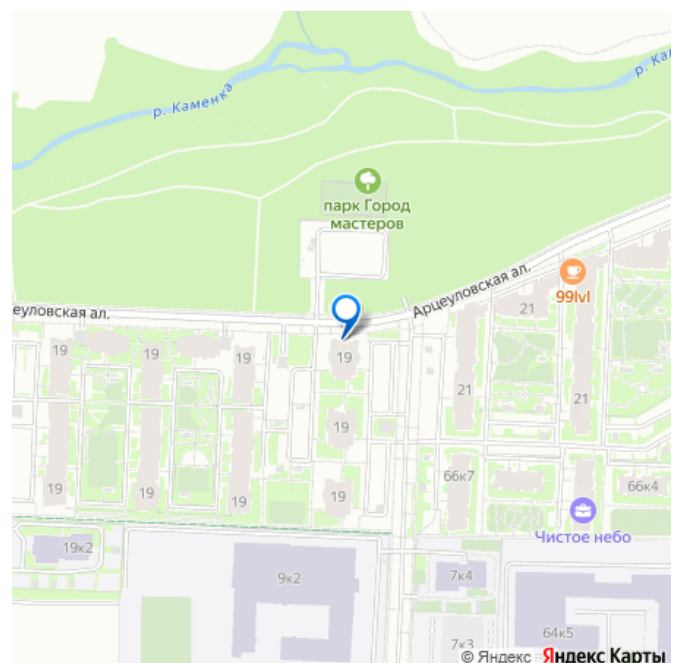 р. Каменка
р. Ка
парк Город
мастеров
Арцеуловская ал.
99lvl
еуловская ал.
21
19
19
19
19
21
21
19
66к7
66к4
19
19
19
19
Чистое небо
19к2
9к2
7к4
64к5
7к3
© Яндекс Яндекс Карты